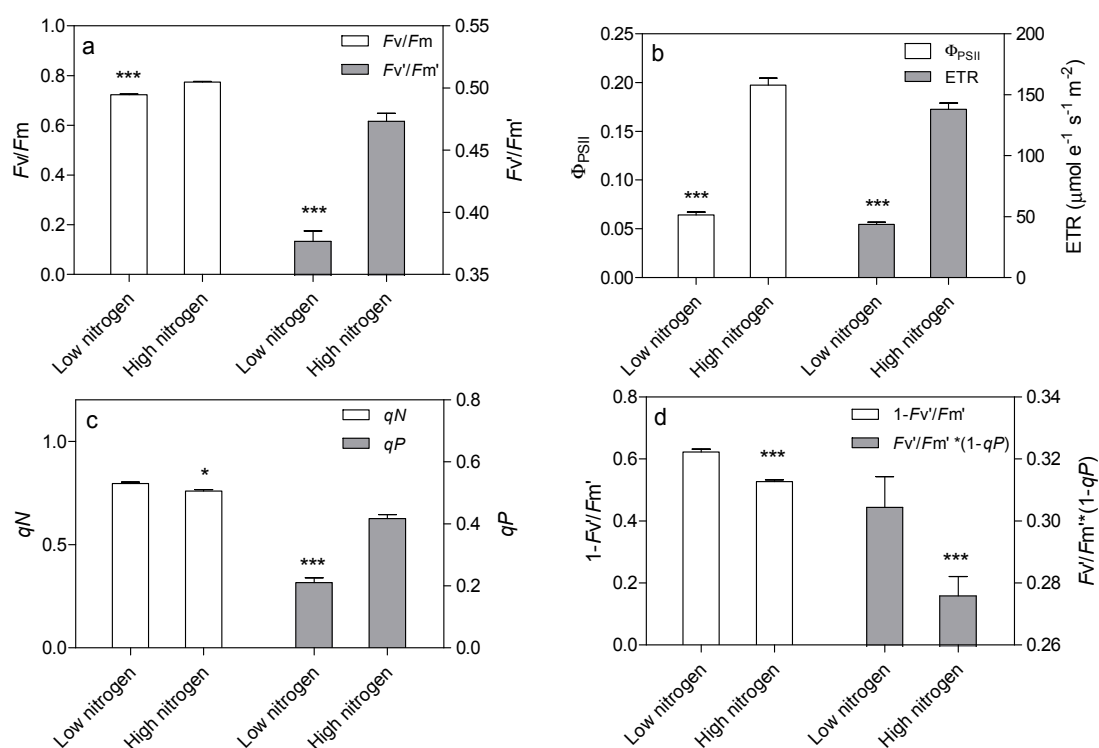 a
Fv/Fm
Fv'/Fm'
1.0
0.8
0.6
0.4
0.2
0.0
Fv/Fm
0.55
0.50
0.45
0.40
0.35
Fv'/Fm'
***
***
Low nitrogen
High nitrogen
Low nitrogen
High nitrogen
b
ΦPSII
ETR
0.25
0.20
0.15
0.10
0.05
0.00
ΦPSII
200
150
100
50
0
ETR (μmol e⁻¹ s⁻¹ m⁻²)
***
***
Low nitrogen
High nitrogen
Low nitrogen
High nitrogen
c
qN
qP
1.0
0.5
0.0
qN
0.8
0.6
0.4
0.2
0.0
qP
*
***
Low nitrogen
High nitrogen
Low nitrogen
High nitrogen
d
1-Fv'/Fm'
Fv'/Fm' *(1-qP)
0.8
0.6
0.4
0.2
0.0
1-Fv'/Fm'
0.34
0.32
0.30
0.28
0.26
Fv'/Fm'*(1-qP)
***
***
Low nitrogen
High nitrogen
Low nitrogen
High nitrogen